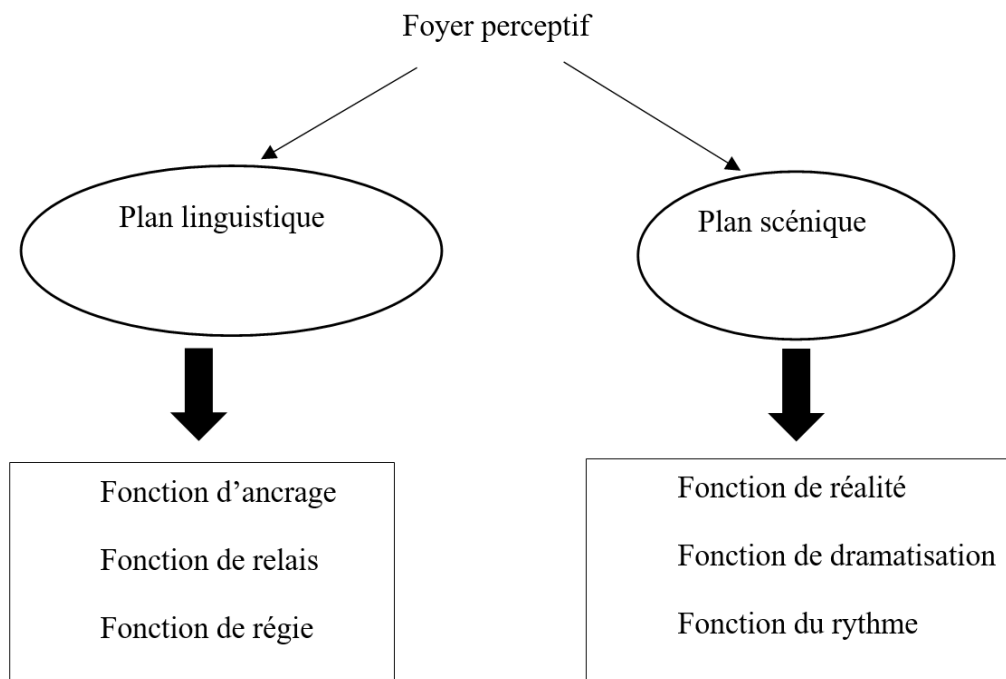 Foyer perceptif
Plan linguistique
Plan scénique
Fonction d’ancrage
Fonction de relais
Fonction de régie
Fonction de réalité
Fonction de dramatisation
Fonction du rythme